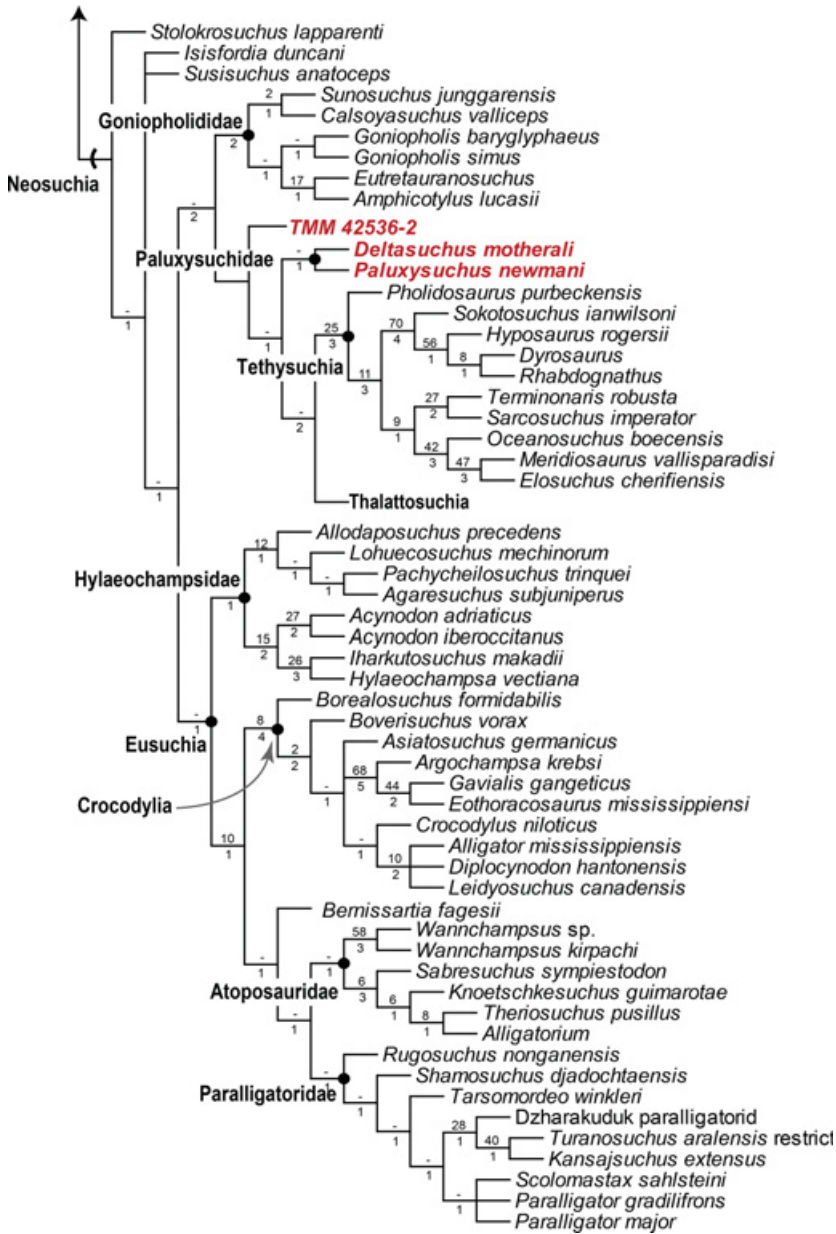 Stolokrosuchus lapparenti
Isisfordia duncani
Susisuchus anatoceps
2 Sunosuchus junggarensis
Goniopholididae 1 Calsoyasuchus valliceps
2 - Goniopholis baryglyphaeus
- 1 Goniopholis simus
Neosuchia 1 17 Eutretauranosuchus
- 1 Amphicotylus lucasii
2
TMM 42536-2
Paluxysuchidae - Deltasuchus motherali
1 Paluxysuchus newmani
Pholidosaurus purbeckensis
- 25 70 Sokotosuchus ianwilsoni
1 - 3 4 56 Hyposaurus rogersii
1 1 8 Dyrosaurus
Tethysuchia 11 1 Rhabdognathus
3 27 Terminonaris robusta
9 2 Sarcosuchus imperator
- 1 42 Oceanosuchus boecensis
2 3 47 Meridiosaurus vallisparadisi
- 3 Elosuchus cherifiensis
1 Thalattosuchia
12 Allodaposuchus precedens
1 - Lohuecosuchus mechinorum
Hylaeochampsidae 1 - Pachycheilosuchus trinquei
- 1 Agaresuchus subjuniperus
1 27 Acynodon adriaticus
15 2 Acynodon iberoccitanus
2 26 Iharkutosuchus makadii
3 Hylaeochampsa vectiana
- 8 Borealosuchus formidabilis
1 4 2 Boverisuchus vorax
Eusuchia 2 Asiatosuchus germanicus
- 68 Argochampsa krebsi
1 5 44 Gavialis gangeticus
Crocodylia 2 Eothoracosaurus mississippiensi
Crocodylus niloticus
10 - Alligator mississippiensis
1 1 10 Diplocynodon hantonensis
2 Leidyosuchus canadensis
Bernissartia fagesii
58 Wannchampsus sp.
- - 3 Wannchampsus kirpachi
1 1 6 Sabresuchus sympiestodon
Atoposauridae 3 6 Knoetschkesuchus guimarotae
- 1 8 Theriosuchus pusillus
1 1 Alligatorium
- Rugosuchus nonganensis
Paralligatoridae 1 - Shamosuchus djadochtaensis
1 - Tarsomordeo winkleri
1 28 Dzharakuduk paralligatorid
- 1 40 Turanosuchus aralensis restrict
1 1 Kansajsuchus extensus
Scolomastax sahlsteini
- Paralligator gradilifrons
1 Paralligator major